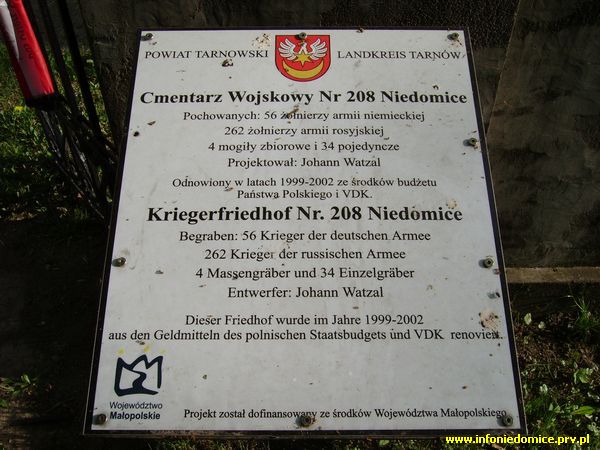 POWIAT TARNOWSKI LANDKREIS TARNÓW
Cmentarz Wojskowy Nr 208 Niedomice
Pochowanych: 56 żołnierzy armii niemieckiej
262 żołnierzy armii rosyjskiej
4 mogiły zbiorowe i 34 pojedyncze
Projektował: Johann Watzal
Odnowiony w latach 1999-2002 ze środków budżetu
Państwa Polskiego i VDK.
Kriegerfriedhof Nr. 208 Niedomice
Begraben: 56 Krieger der deutschen Armee
262 Krieger der russischen Armee
4 Massengräber und 34 Einzelgräber
Entwerfer: Johann Watzal
Dieser Friedhof wurde im Jahre 1999-2002
aus den Geldmitteln des polnischen Staatsbudgets und VDK renoviert.
Województwo
Małopolskie
Projekt został dofinansowany ze środków Województwa Małopolskiego
www.infoniedomice.prv.pl